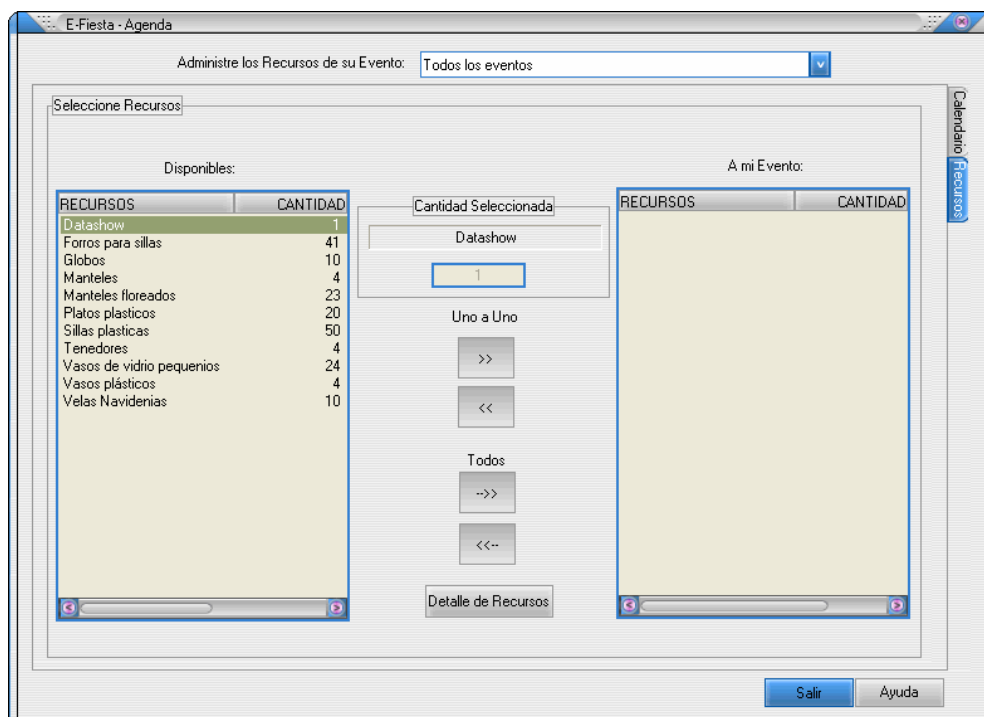 E-Fiesta - Agenda
Administre los Recursos de su Evento: Todos los eventos
Calendario
Recursos
Seleccione Recursos
Disponibles:
RECURSOS CANTIDAD
Datashow 1
Forros para sillas 41
Globos 10
Manteles 4
Manteles floreados 23
Platos plasticos 20
Sillas plasticas 50
Tenedores 4
Vasos de vidrio pequenios 24
Vasos plásticos 4
Velas Navidenias 10
Cantidad Seleccionada
Datashow
1
Uno a Uno
>>
<<
Todos
-->>
<<--
Detalle de Recursos
A mi Evento:
RECURSOS CANTIDAD
Salir Ayuda